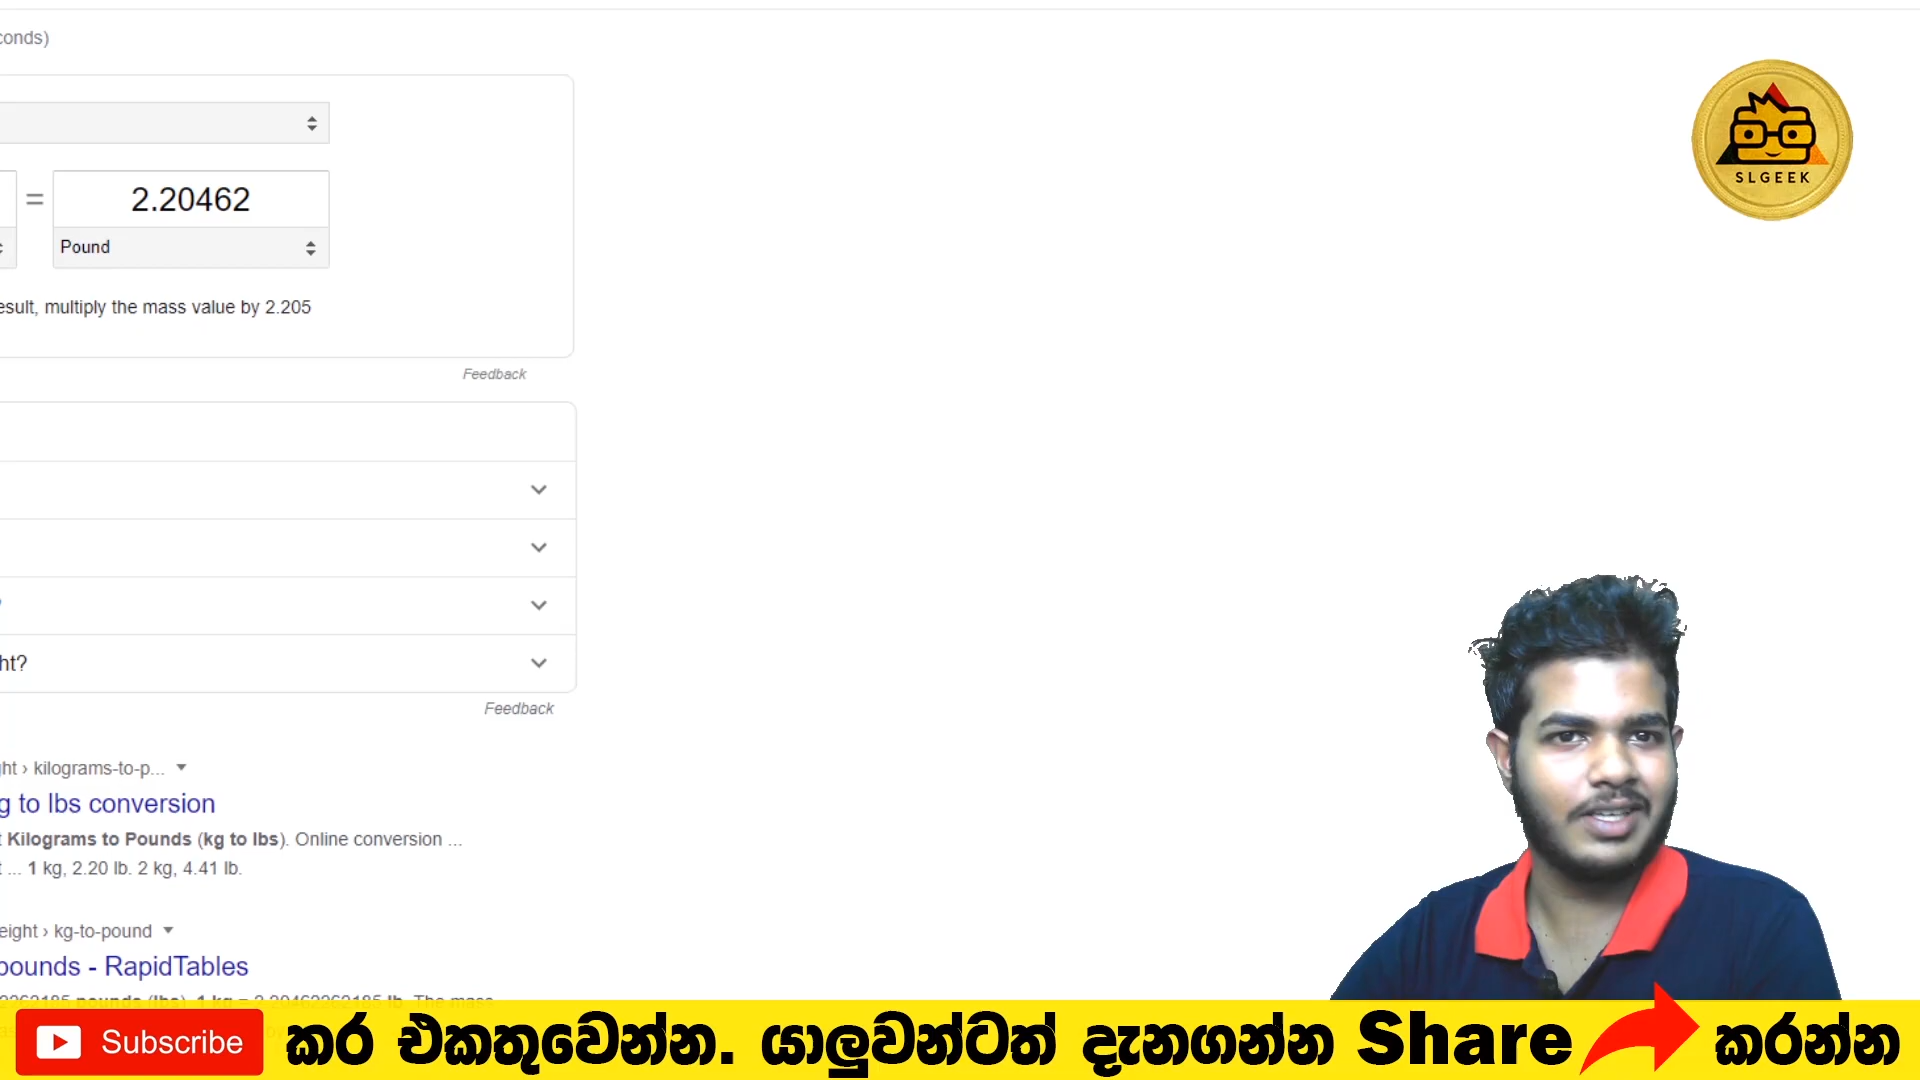 conds)
SLGEEK
= 2.20462
Pound
esult, multiply the mass value by 2.205
Feedback
ht?
Feedback
ht › kilograms-to-p...
g to lbs conversion
Kilograms to Pounds (kg to lbs). Online conversion ...
... 1 kg, 2.20 lb. 2 kg, 4.41 lb.
eight › kg-to-pound
pounds - RapidTables
Subscribe කර එකතුවෙන්න. යාලුවන්ටත් දැනගන්න Share කරන්න